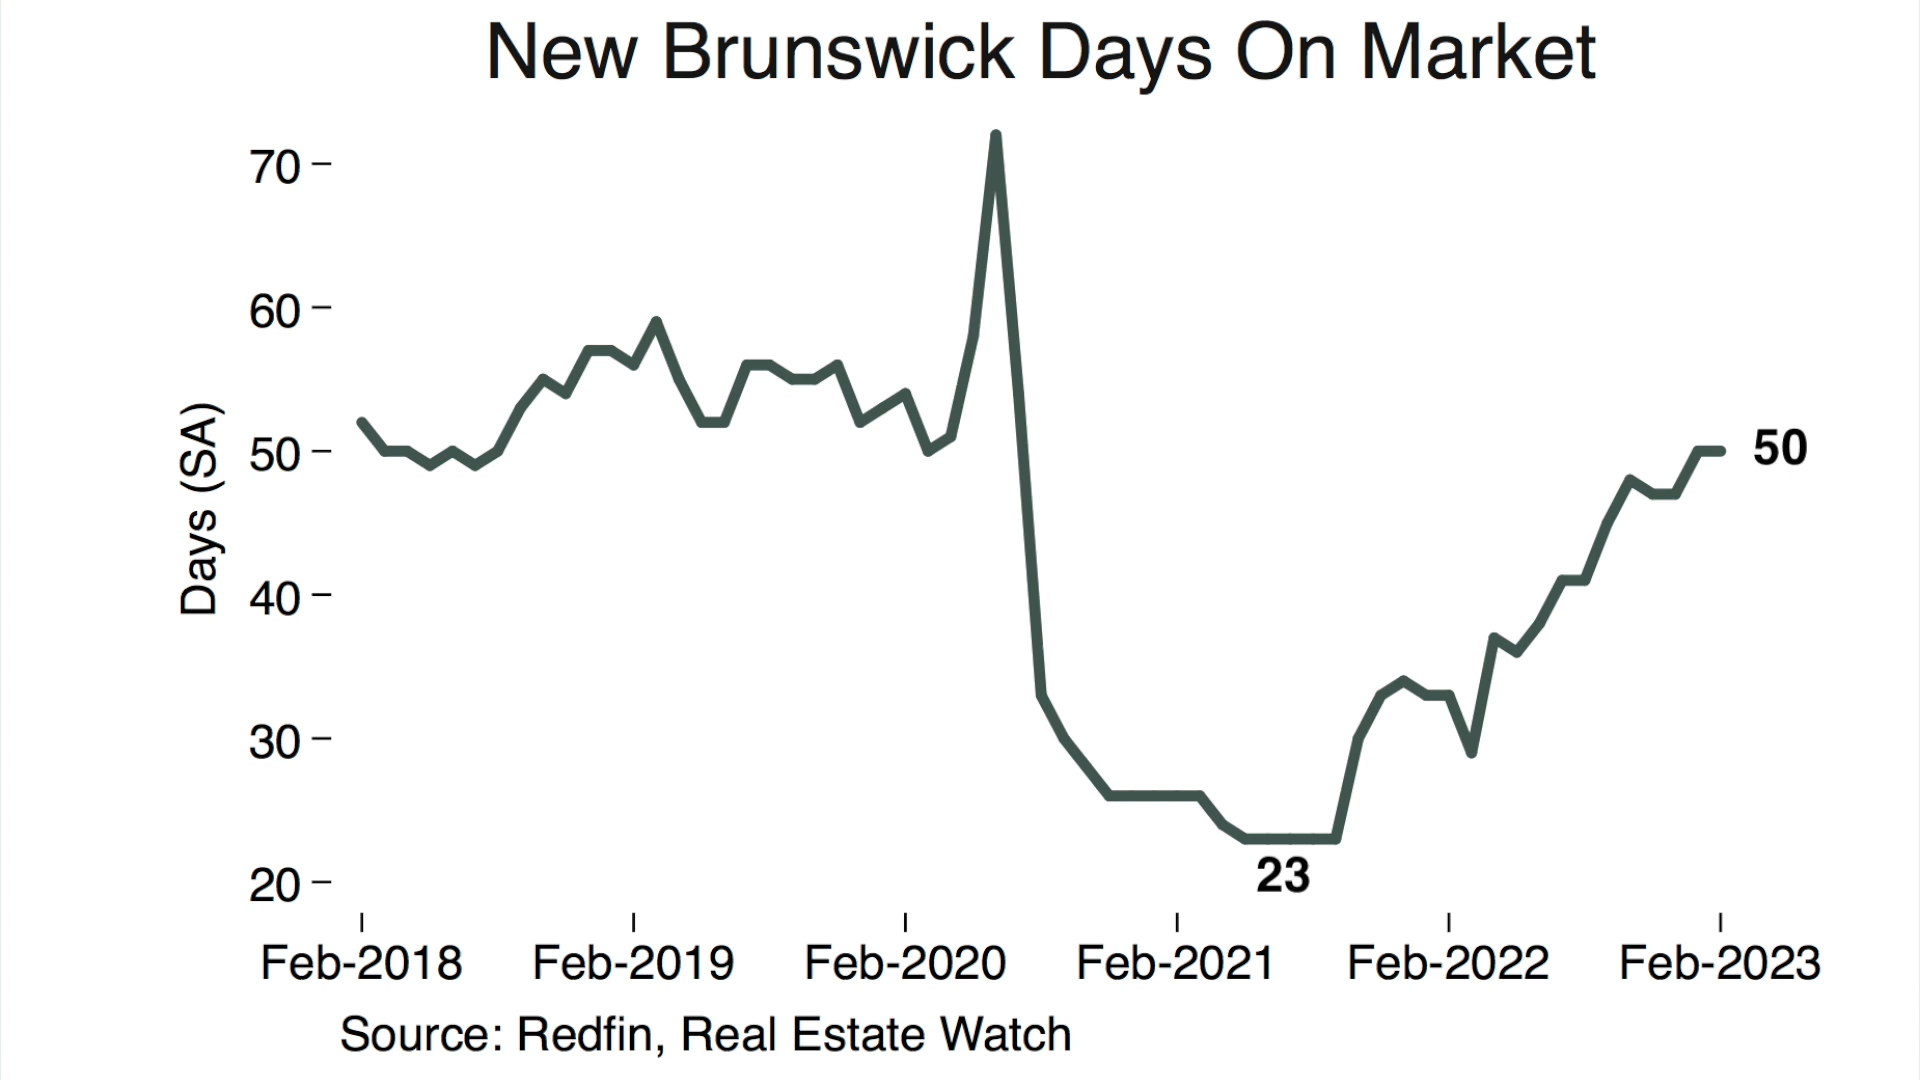 New Brunswick Days On Market
Days (SA)
70
60
50
40
30
20
50
23
Feb-2018 Feb-2019 Feb-2020 Feb-2021 Feb-2022 Feb-2023
Source: Redfin, Real Estate Watch